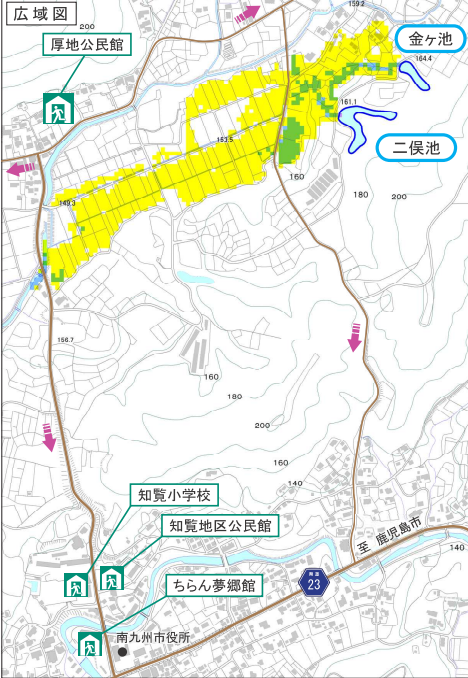 広域図
200
159.2
厚地公民館
金ヶ池
164.4
161.1
二俣池
153.5
160
180
200
149.3
156.7
160
180
200
160
140
知覧小学校
知覧地区公民館
至 鹿児島市
140
県道
23
ちらん夢郷館
南九州市役所